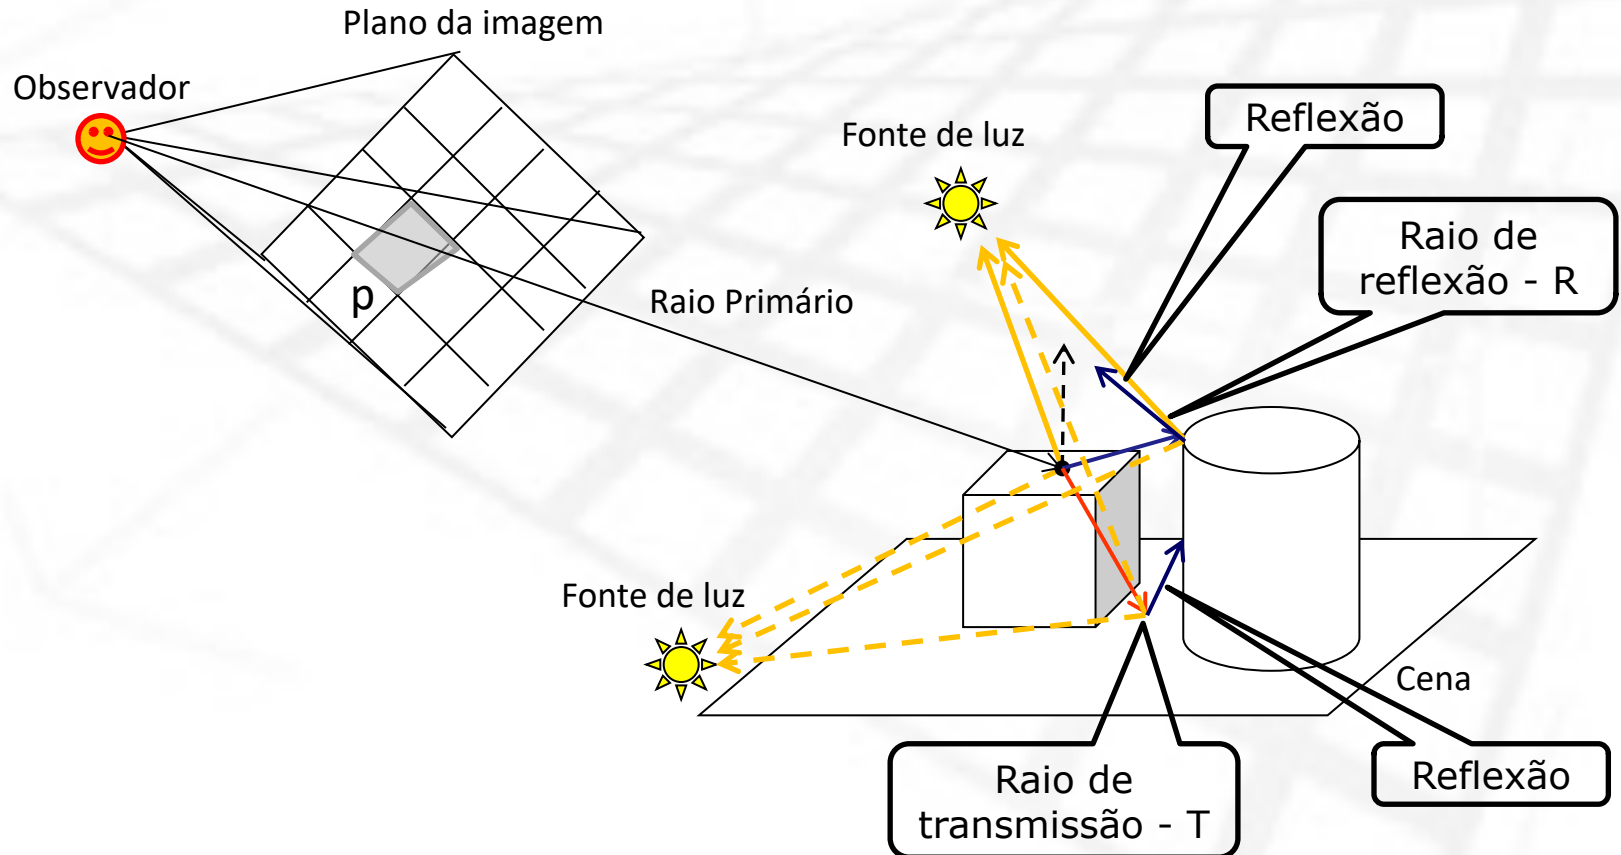 Plano da imagem
Observador
Fonte de luz
Reflexão
Raio de
reflexão - R
p
Raio Primário
Fonte de luz
Cena
Raio de
transmissão - T
Reflexão